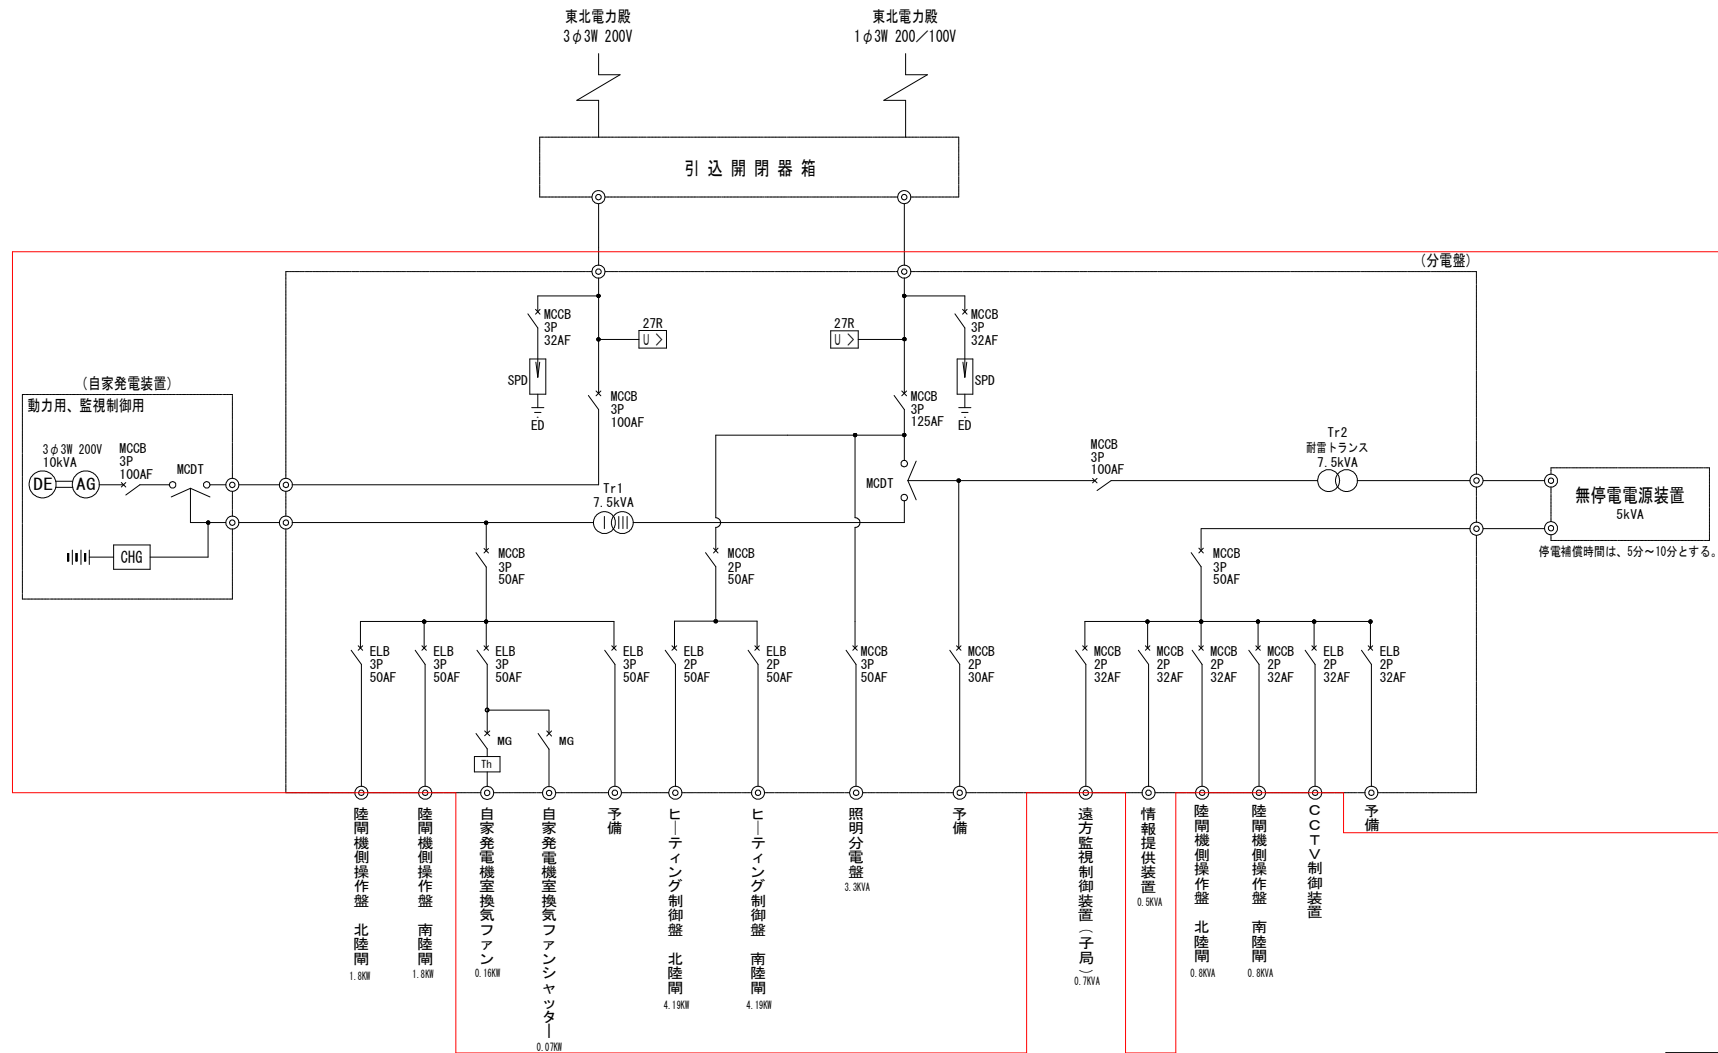 東北電力殿
3φ3W 200V
東北電力殿
1φ3W 200／100V
引込開閉器箱
(分電盤)
MCCB
3P
32AF
27R
U >
SPD
ED
MCCB
3P
100AF
27R
U >
MCCB
3P
32AF
SPD
ED
MCCB
3P
125AF
(自家発電装置)
動力用、監視制御用
3φ3W 200V
10kVA
DE
AG
MCCB
3P
100AF
MCDT
CHG
Tr1
7.5kVA
MCDT
MCCB
3P
100AF
Tr2
耐雷トランス
7.5kVA
無停電電源装置
5kVA
停電補償時間は、5分～10分とする。
MCCB
3P
50AF
MCCB
2P
50AF
MCCB
3P
50AF
ELB
3P
50AF
ELB
3P
50AF
ELB
3P
50AF
ELB
3P
50AF
ELB
2P
50AF
ELB
2P
50AF
MCCB
3P
50AF
MCCB
2P
30AF
MCCB
2P
32AF
MCCB
2P
32AF
MCCB
2P
32AF
MCCB
2P
32AF
ELB
2P
32AF
ELB
2P
32AF
MG
Th
MG
陸閘機側操作盤　北陸閘
1.8KW
陸閘機側操作盤　南陸閘
1.8KW
自家発電機室換気ファン
0.16KW
自家発電機室換気ファンシャッター
0.07KW
予備
ヒーティング制御盤　北陸閘
4.19KW
ヒーティング制御盤　南陸閘
4.19KW
照明分電盤
3.3KVA
予備
遠方監視制御装置（子局）
0.7KVA
情報提供装置
0.5KVA
陸閘機側操作盤　北陸閘
0.8KVA
陸閘機側操作盤　南陸閘
0.8KVA
CCTV制御装置
予備